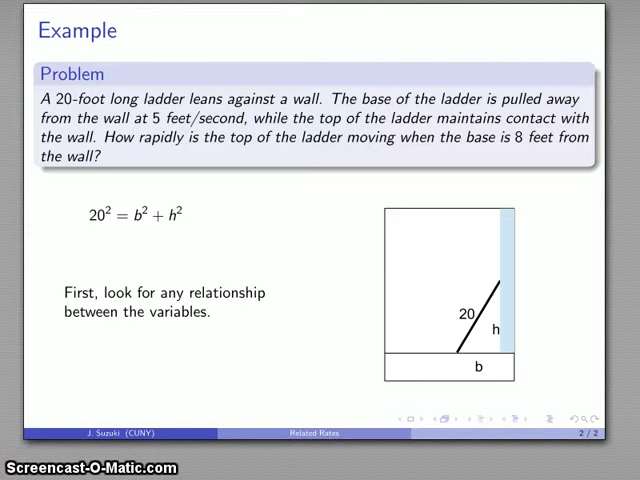 Example
Problem
A 20-foot long ladder leans against a wall. The base of the ladder is pulled away
from the wall at 5 feet/second, while the top of the ladder maintains contact with
the wall. How rapidly is the top of the ladder moving when the base is 8 feet from
the wall?
20² = b² + h²
First, look for any relationship
between the variables.
20
h
b
J. Suzuki (CUNY)
Related Rates
2 / 2
Screencast-O-Matic.com